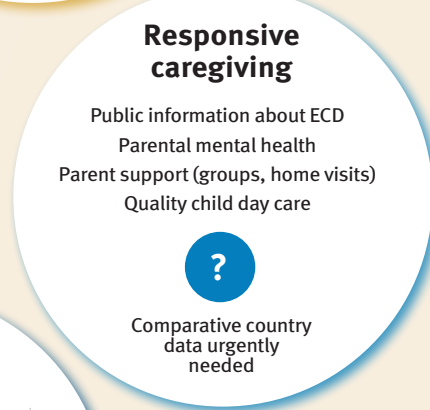 Responsive
caregiving
Public information about ECD
Parental mental health
Parent support (groups, home visits)
Quality child day care
?
Comparative country
data urgently
needed